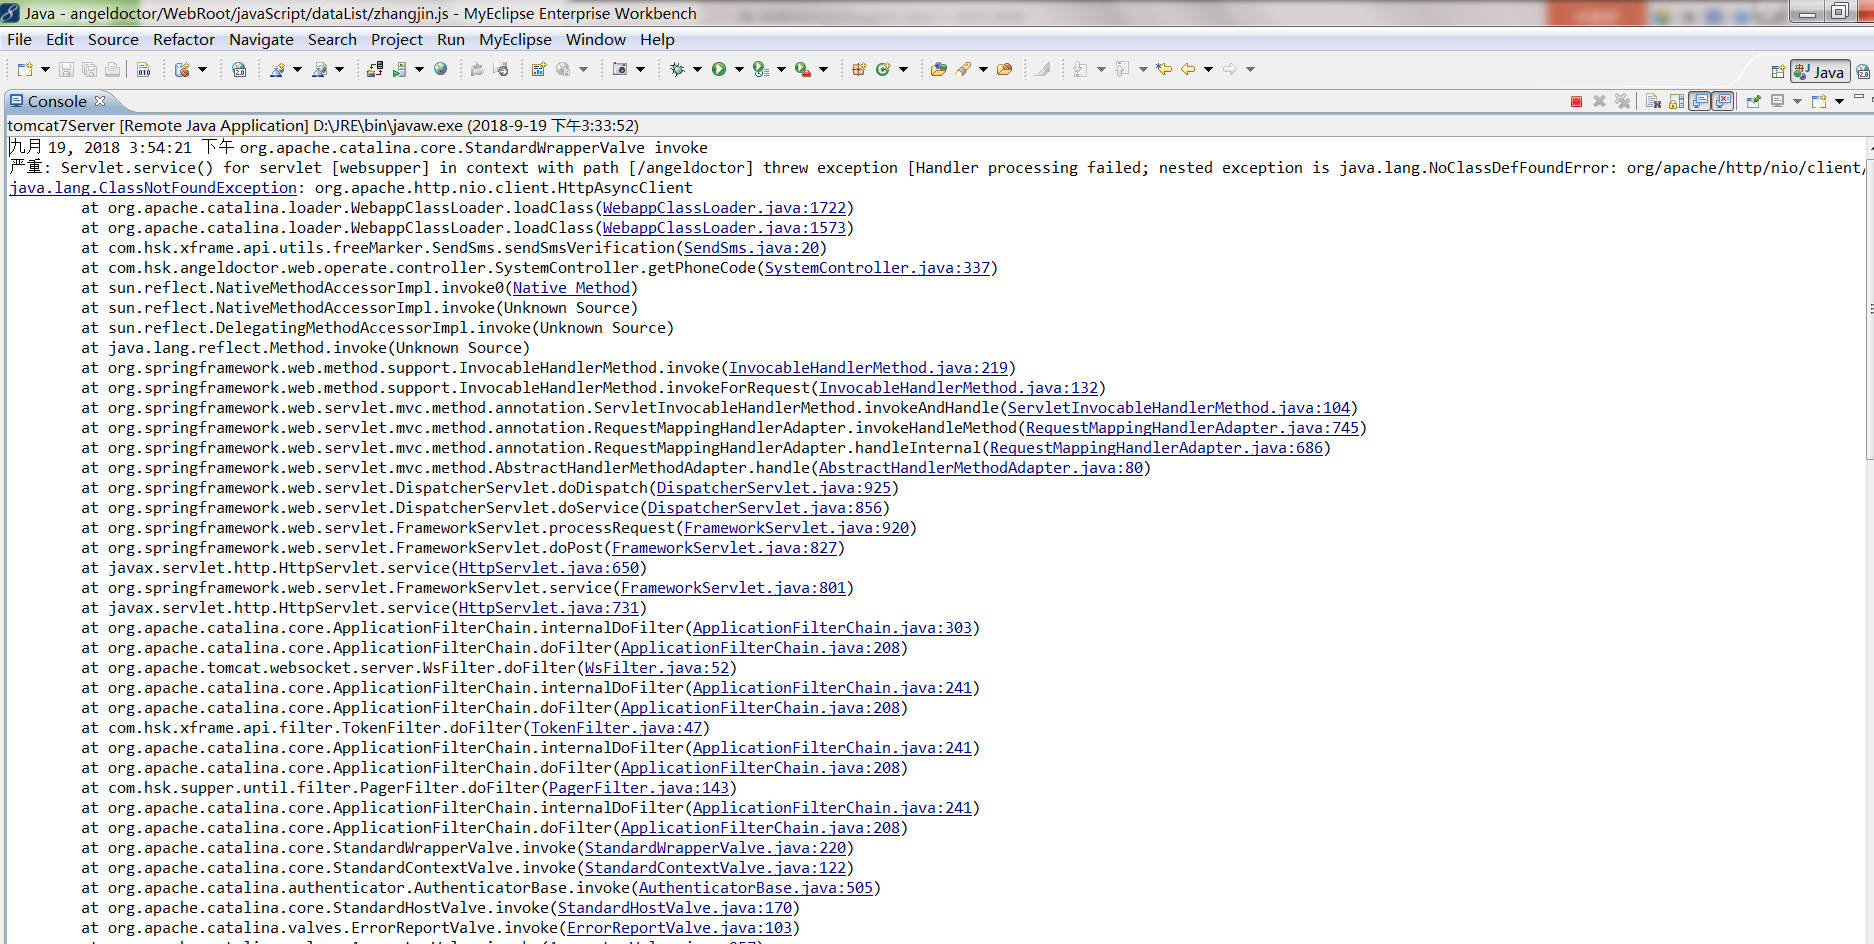 Java - angeldoctor/WebRoot/javaScript/dataList/zhangjin.js - MyEclipse Enterprise Workbench
File Edit Source Refactor Navigate Search Project Run MyEclipse Window Help
Java
Console
tomcat7Server [Remote Java Application] D:\JRE\bin\javaw.exe (2018-9-19 下午3:33:52)
九月 19, 2018 3:54:21 下午 org.apache.catalina.core.StandardWrapperValve invoke
严重: Servlet.service() for servlet [websupper] in context with path [/angeldoctor] threw exception [Handler processing failed; nested exception is java.lang.NoClassDefFoundError: org/apache/http/nio/client/
java.lang.ClassNotFoundException: org.apache.http.nio.client.HttpAsyncClient
at org.apache.catalina.loader.WebappClassLoader.loadClass(WebappClassLoader.java:1722)
at org.apache.catalina.loader.WebappClassLoader.loadClass(WebappClassLoader.java:1573)
at com.hsk.xframe.api.utils.freeMarker.SendSms.sendSmsVerification(SendSms.java:20)
at com.hsk.angeldoctor.web.operate.controller.SystemController.getPhoneCode(SystemController.java:337)
at sun.reflect.NativeMethodAccessorImpl.invoke0(Native Method)
at sun.reflect.NativeMethodAccessorImpl.invoke(Unknown Source)
at sun.reflect.DelegatingMethodAccessorImpl.invoke(Unknown Source)
at java.lang.reflect.Method.invoke(Unknown Source)
at org.springframework.web.method.support.InvocableHandlerMethod.invoke(InvocableHandlerMethod.java:219)
at org.springframework.web.method.support.InvocableHandlerMethod.invokeForRequest(InvocableHandlerMethod.java:132)
at org.springframework.web.servlet.mvc.method.annotation.ServletInvocableHandlerMethod.invokeAndHandle(ServletInvocableHandlerMethod.java:104)
at org.springframework.web.servlet.mvc.method.annotation.RequestMappingHandlerAdapter.invokeHandleMethod(RequestMappingHandlerAdapter.java:745)
at org.springframework.web.servlet.mvc.method.annotation.RequestMappingHandlerAdapter.handleInternal(RequestMappingHandlerAdapter.java:686)
at org.springframework.web.servlet.mvc.method.AbstractHandlerMethodAdapter.handle(AbstractHandlerMethodAdapter.java:80)
at org.springframework.web.servlet.DispatcherServlet.doDispatch(DispatcherServlet.java:925)
at org.springframework.web.servlet.DispatcherServlet.doService(DispatcherServlet.java:856)
at org.springframework.web.servlet.FrameworkServlet.processRequest(FrameworkServlet.java:920)
at org.springframework.web.servlet.FrameworkServlet.doPost(FrameworkServlet.java:827)
at javax.servlet.http.HttpServlet.service(HttpServlet.java:650)
at org.springframework.web.servlet.FrameworkServlet.service(FrameworkServlet.java:801)
at javax.servlet.http.HttpServlet.service(HttpServlet.java:731)
at org.apache.catalina.core.ApplicationFilterChain.internalDoFilter(ApplicationFilterChain.java:303)
at org.apache.catalina.core.ApplicationFilterChain.doFilter(ApplicationFilterChain.java:208)
at org.apache.tomcat.websocket.server.WsFilter.doFilter(WsFilter.java:52)
at org.apache.catalina.core.ApplicationFilterChain.internalDoFilter(ApplicationFilterChain.java:241)
at org.apache.catalina.core.ApplicationFilterChain.doFilter(ApplicationFilterChain.java:208)
at com.hsk.xframe.api.filter.TokenFilter.doFilter(TokenFilter.java:47)
at org.apache.catalina.core.ApplicationFilterChain.internalDoFilter(ApplicationFilterChain.java:241)
at org.apache.catalina.core.ApplicationFilterChain.doFilter(ApplicationFilterChain.java:208)
at com.hsk.supper.until.filter.PagerFilter.doFilter(PagerFilter.java:143)
at org.apache.catalina.core.ApplicationFilterChain.internalDoFilter(ApplicationFilterChain.java:241)
at org.apache.catalina.core.ApplicationFilterChain.doFilter(ApplicationFilterChain.java:208)
at org.apache.catalina.core.StandardWrapperValve.invoke(StandardWrapperValve.java:220)
at org.apache.catalina.core.StandardContextValve.invoke(StandardContextValve.java:122)
at org.apache.catalina.authenticator.AuthenticatorBase.invoke(AuthenticatorBase.java:505)
at org.apache.catalina.core.StandardHostValve.invoke(StandardHostValve.java:170)
at org.apache.catalina.valves.ErrorReportValve.invoke(ErrorReportValve.java:103)